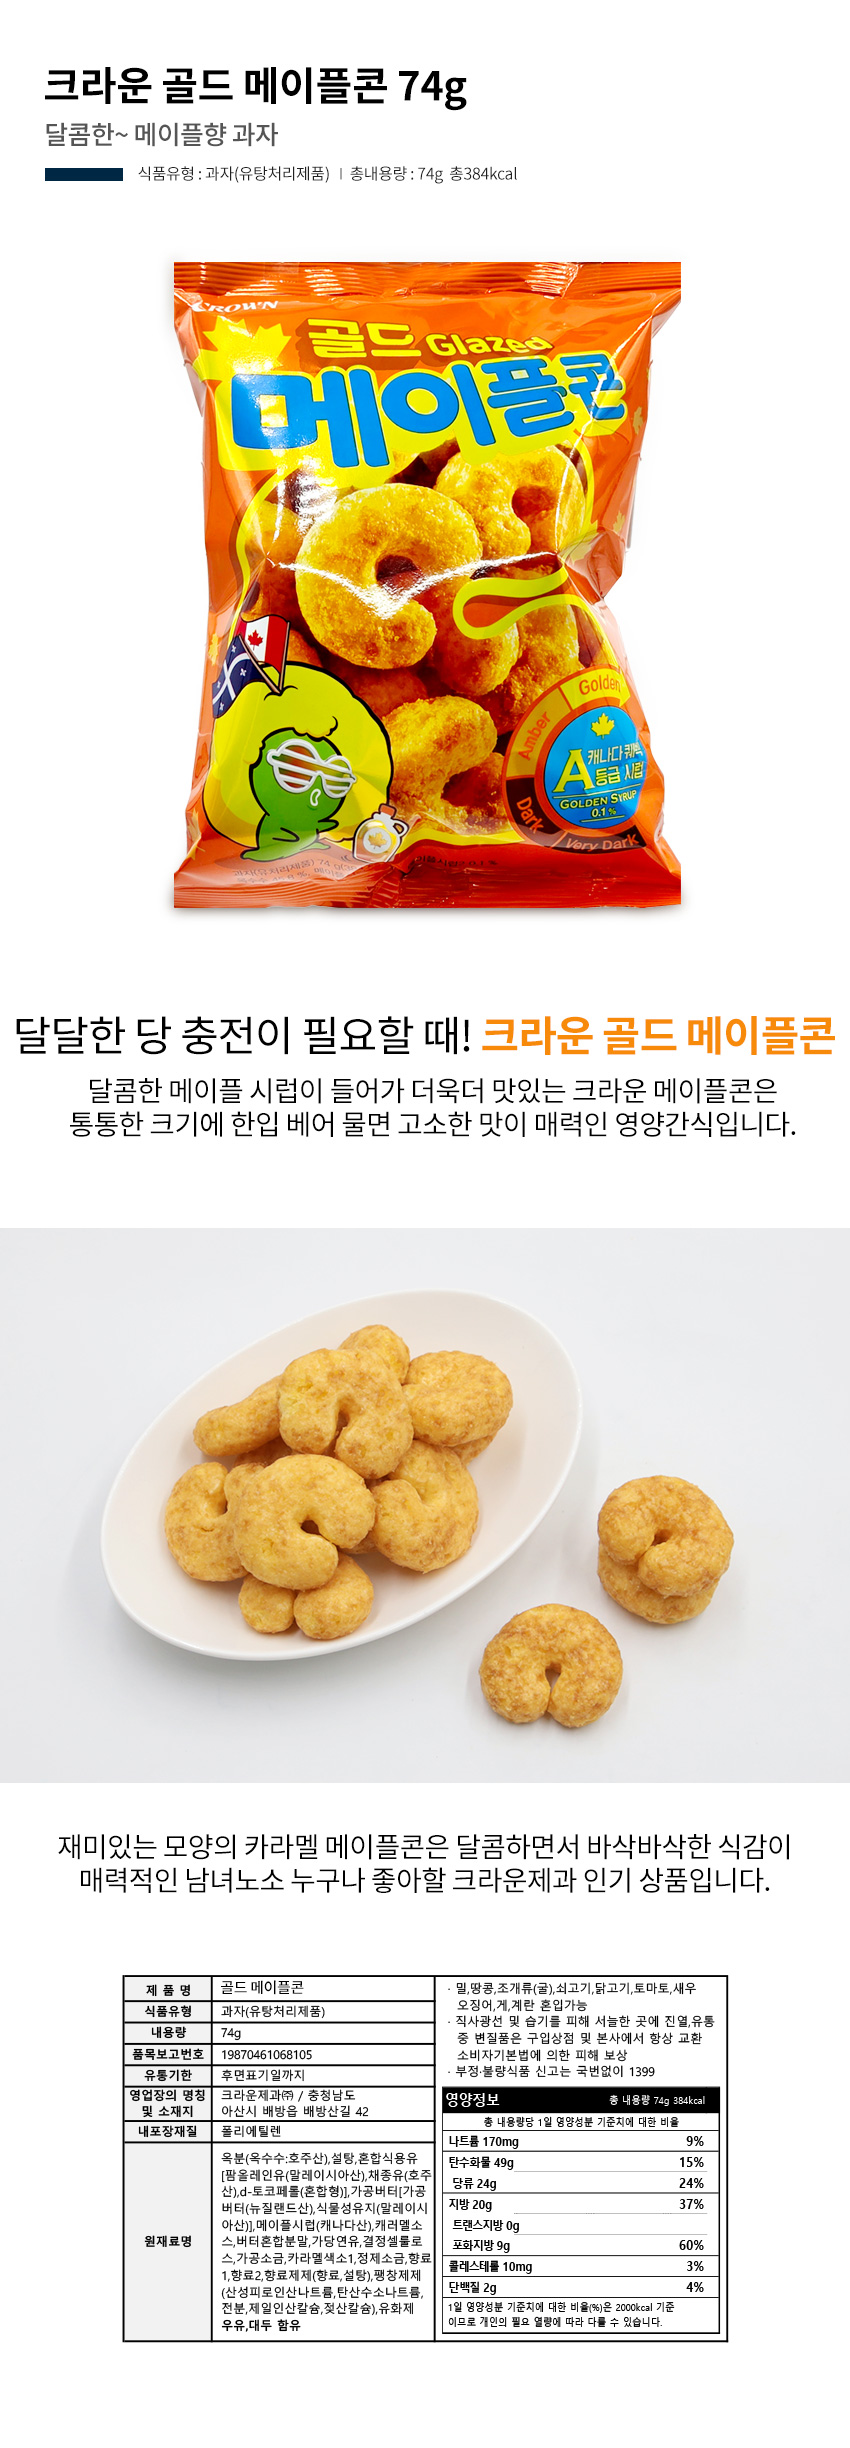 크라운 골드 메이플콘 74g
달콤한~ 메이플향 과자
식품유형 : 과자(유탕처리제품) ㅣ 총내용량 : 74g 총384kcal
CROWN
골드 Glazed
메이플콘
Golden
Amber
캐나다 퀘벡
A등급 시럽
GOLDEN SYRUP
0.1 %
Dark
Very Dark
달달한 당 충전이 필요할 때! 크라운 골드 메이플콘
달콤한 메이플 시럽이 들어가 더욱더 맛있는 크라운 메이플콘은
통통한 크기에 한입 베어 물면 고소한 맛이 매력인 영양간식입니다.
재미있는 모양의 카라멜 메이플콘은 달콤하면서 바삭바삭한 식감이
매력적인 남녀노소 누구나 좋아할 크라운제과 인기 상품입니다.
제 품 명 골드 메이플콘
식품유형 과자(유탕처리제품)
내용량 74g
품목보고번호 19870461068105
유통기한 후면표기일까지
영업장의 명칭 및 소재지 크라운제과㈜ / 충청남도
아산시 배방읍 배방산길 42
내포장재질 폴리에틸렌
원재료명
옥분(옥수수:호주산),설탕,혼합식용유
[팜올레인유(말레이시아산),채종유(호주
산),d-토코페롤(혼합형)],가공버터[가공
버터(뉴질랜드산),식물성유지(말레이시
아산)],메이플시럽(캐나다산),캐러멜소
스,버터혼합분말,가당연유,결정셀룰로
스,가공소금,카라멜색소1,정제소금,향료
1,향료2,향료제제(향료,설탕),팽창제제
(산성피로인산나트륨,탄산수소나트륨,
전분,제일인산칼슘,젖산칼슘),유화제
우유,대두 함유
· 밀,땅콩,조개류(굴),쇠고기,닭고기,토마토,새우
오징어,게,계란 혼입가능
· 직사광선 및 습기를 피해 서늘한 곳에 진열,유통
중 변질품은 구입상점 및 본사에서 항상 교환
소비자기본법에 의한 피해 보상
· 부정·불량식품 신고는 국번없이 1399
영양정보 총 내용량 74g 384kcal
총 내용량당 1일 영양성분 기준치에 대한 비율
나트륨 170mg 9%
탄수화물 49g 15%
당류 24g 24%
지방 20g 37%
트랜스지방 0g
포화지방 9g 60%
콜레스테롤 10mg 3%
단백질 2g 4%
1일 영양성분 기준치에 대한 비율(%)은 2000kcal 기준
이므로 개인의 필요 열량에 따라 다를 수 있습니다.